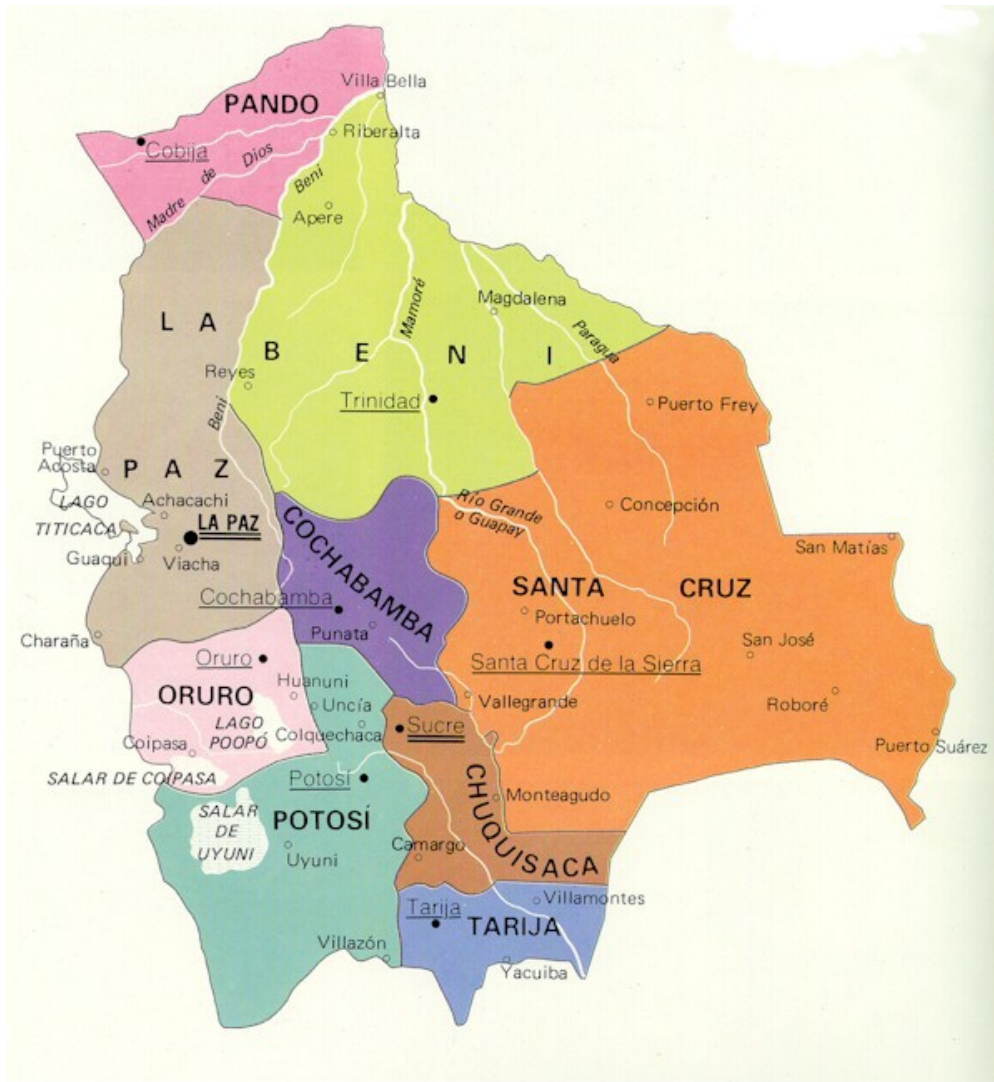 Villa Bella
PANDO
Riberalta
Cobija
Madre de Dios
Beni
Apere
L A
Mamoré
Magdalena
Paragua
B E N I
Reyes
Trinidad
Puerto Frey
Beni
Puerto
Acosta
P A Z
LAGO
TITICACA
Achacachi
LA PAZ
Guaqui
Viacha
Río Grande
o Guapay
Concepción
San Matías
COCHABAMBA
Cochabamba
Punata
SANTA CRUZ
Portachuelo
Charaña
San José
Santa Cruz de la Sierra
Oruro
Huanuni
ORURO
Uncía
Vallegrande
Roboré
LAGO
POOPÓ
Coipasa
Colquechaca
Sucre
Puerto Suárez
SALAR DE COIPASA
Potosí
CHUQUISACA
Monteagudo
SALAR
DE
UYUNI
POTOSÍ
Uyuni
Camargo
Tarija
Villamontes
TARIJA
Villazón
Yacuiba